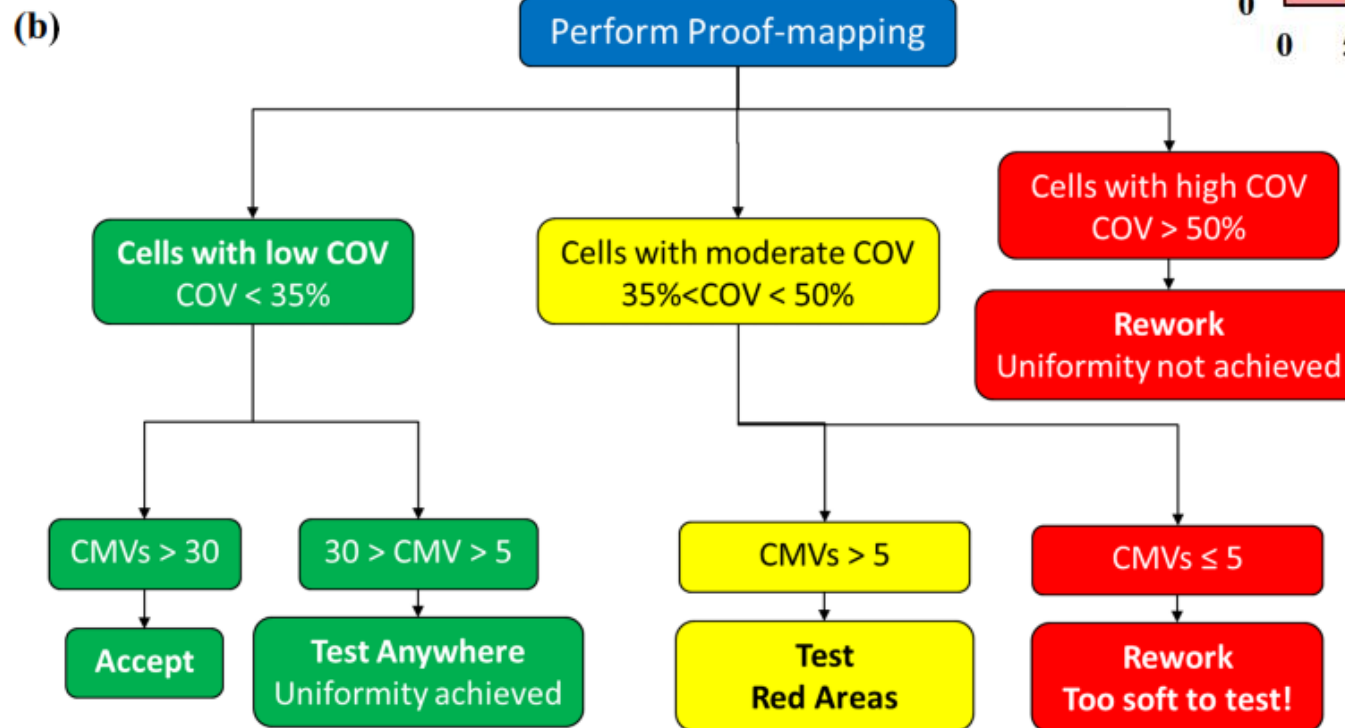 (b)
Perform Proof-mapping
0
0
Cells with high COV
COV > 50%
Cells with low COV
COV < 35%
Cells with moderate COV
35%<COV < 50%
Rework
Uniformity not achieved
CMVs > 30
30 > CMV > 5
CMVs > 5
CMVs ≤ 5
Accept
Test Anywhere
Uniformity achieved
Test
Red Areas
Rework
Too soft to test!